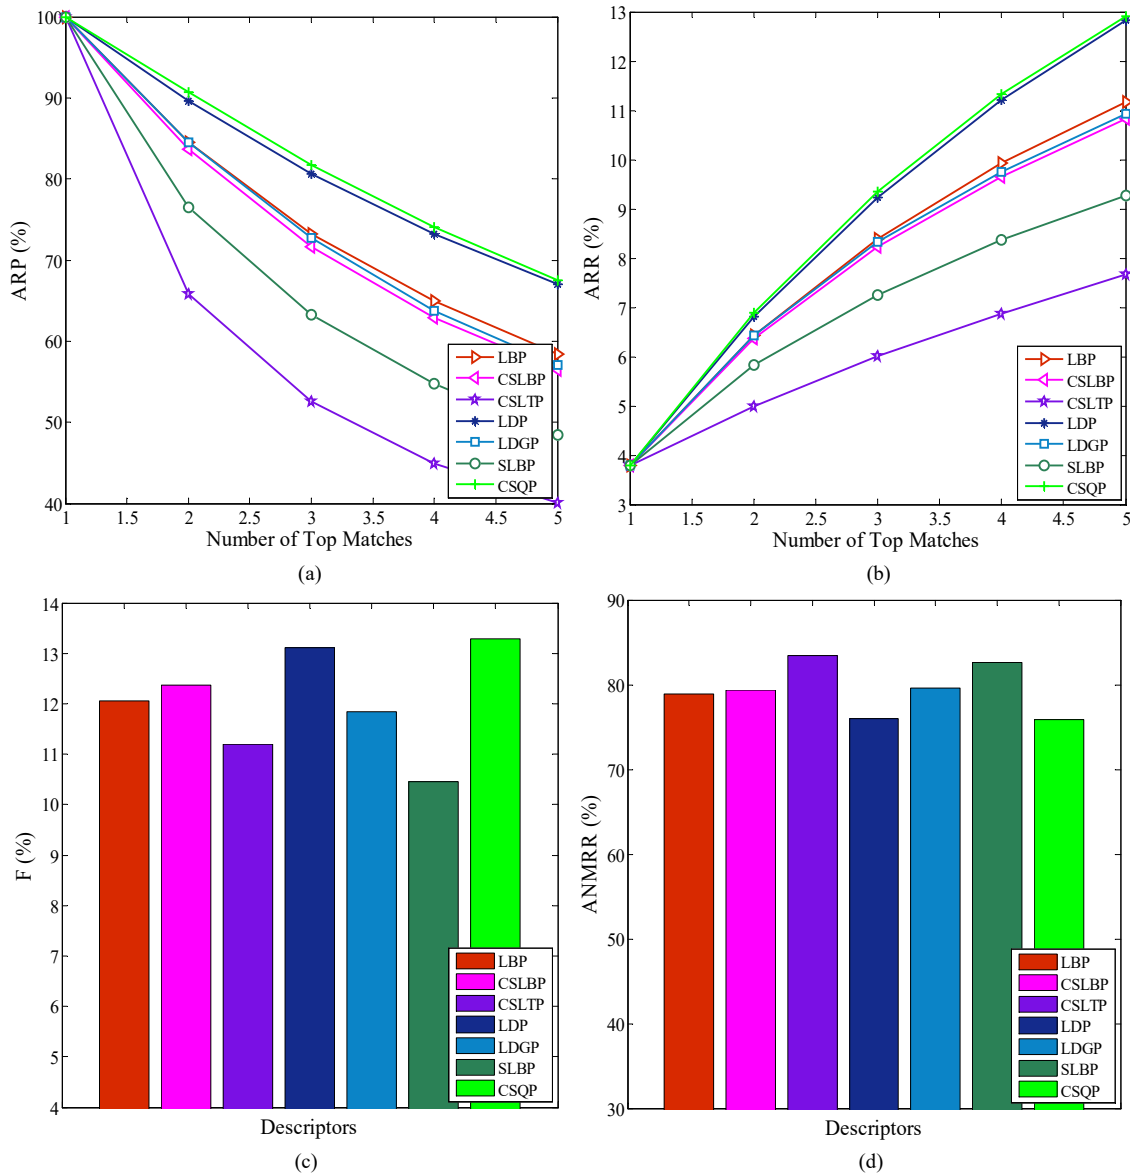 100
90
80
70
60
50
40
ARP (%)
LBP
CSLBP
CSLTP
LDP
LDGP
SLBP
CSQP
1 1.5 2 2.5 3 3.5 4 4.5 5
Number of Top Matches
(a)
13
12
11
10
9
8
7
6
5
4
3
ARR (%)
LBP
CSLBP
CSLTP
LDP
LDGP
SLBP
CSQP
1 1.5 2 2.5 3 3.5 4 4.5 5
Number of Top Matches
(b)
14
13
12
11
10
9
8
7
6
5
4
F (%)
LBP
CSLBP
CSLTP
LDP
LDGP
SLBP
CSQP
Descriptors
(c)
90
80
70
60
50
40
30
ANMRR (%)
LBP
CSLBP
CSLTP
LDP
LDGP
SLBP
CSQP
Descriptors
(d)